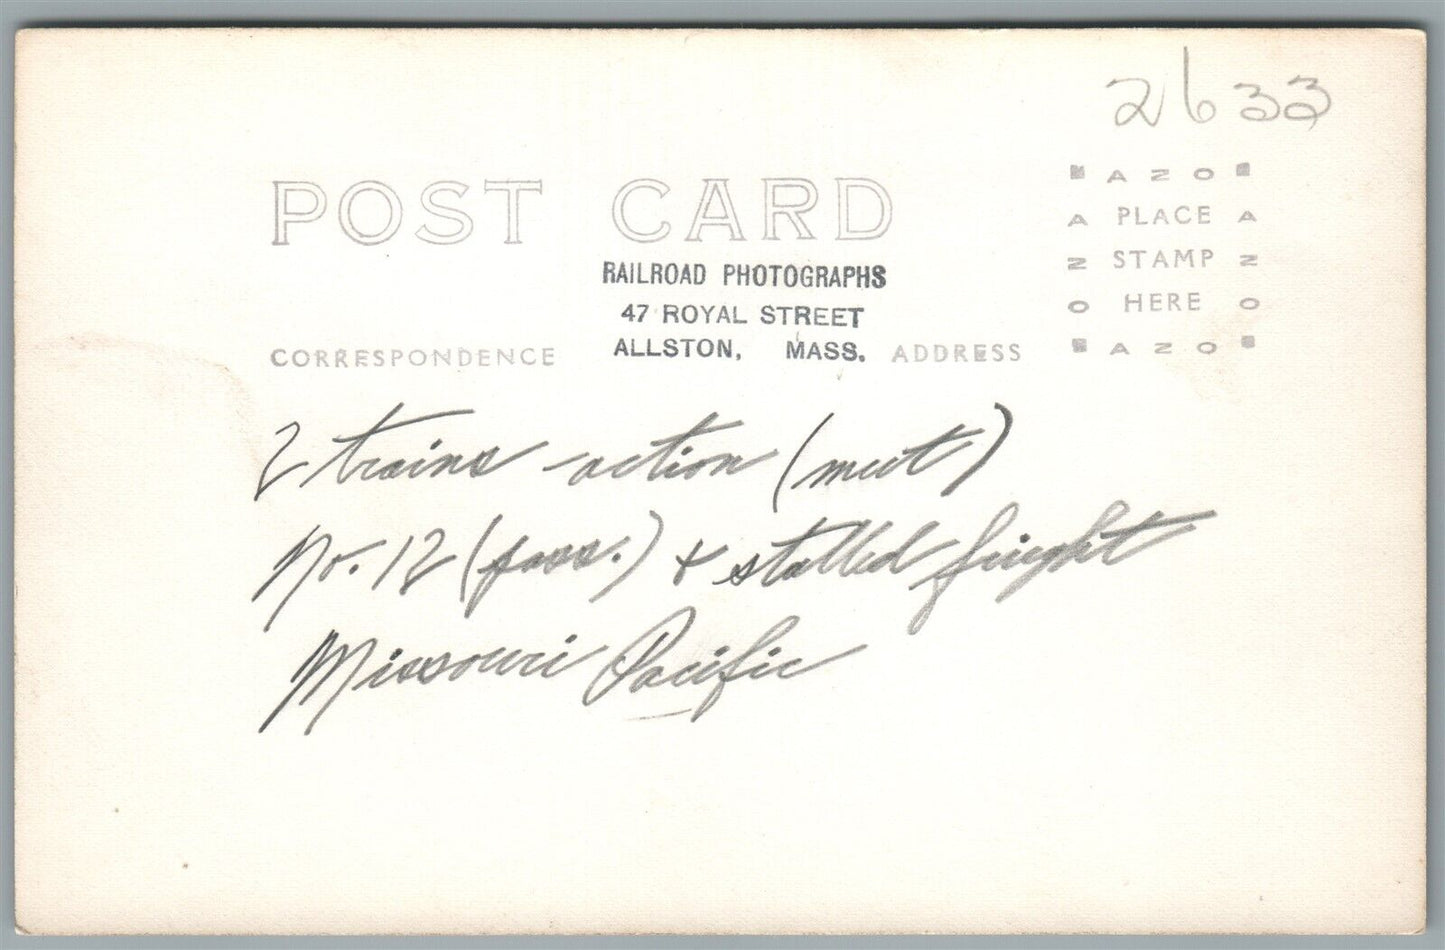 2633
POST CARD
AZO
A PLACE A
Z STAMP Z
O HERE O
AZO
RAILROAD PHOTOGRAPHS
47 ROYAL STREET
ALLSTON, MASS.
CORRESPONDENCE
ADDRESS
2 trains - action (meet)
No. 12 (pass.) + stalled freight
Missouri Pacific